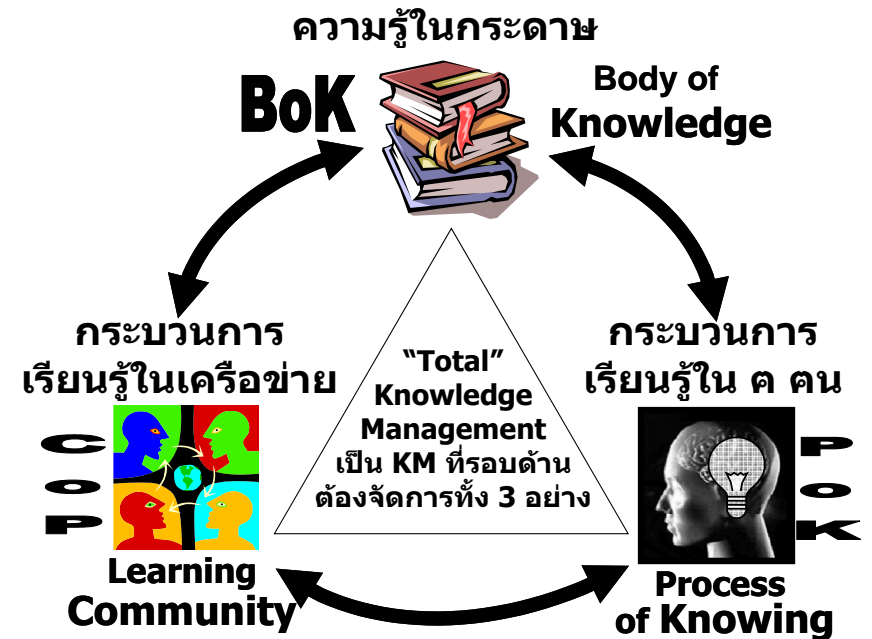 ความรู้ในกระดาษ
BoK
Body of
Knowledge
กระบวนการ
เรียนรู้ในเครือข่าย
กระบวนการ
เรียนรู้ใน ฅ ฅน
“Total”
Knowledge
Management
เป็น KM ที่รอบด้าน
ต้องจัดการทั้ง 3 อย่าง
COP
POK
Learning
Community
Process
of Knowing